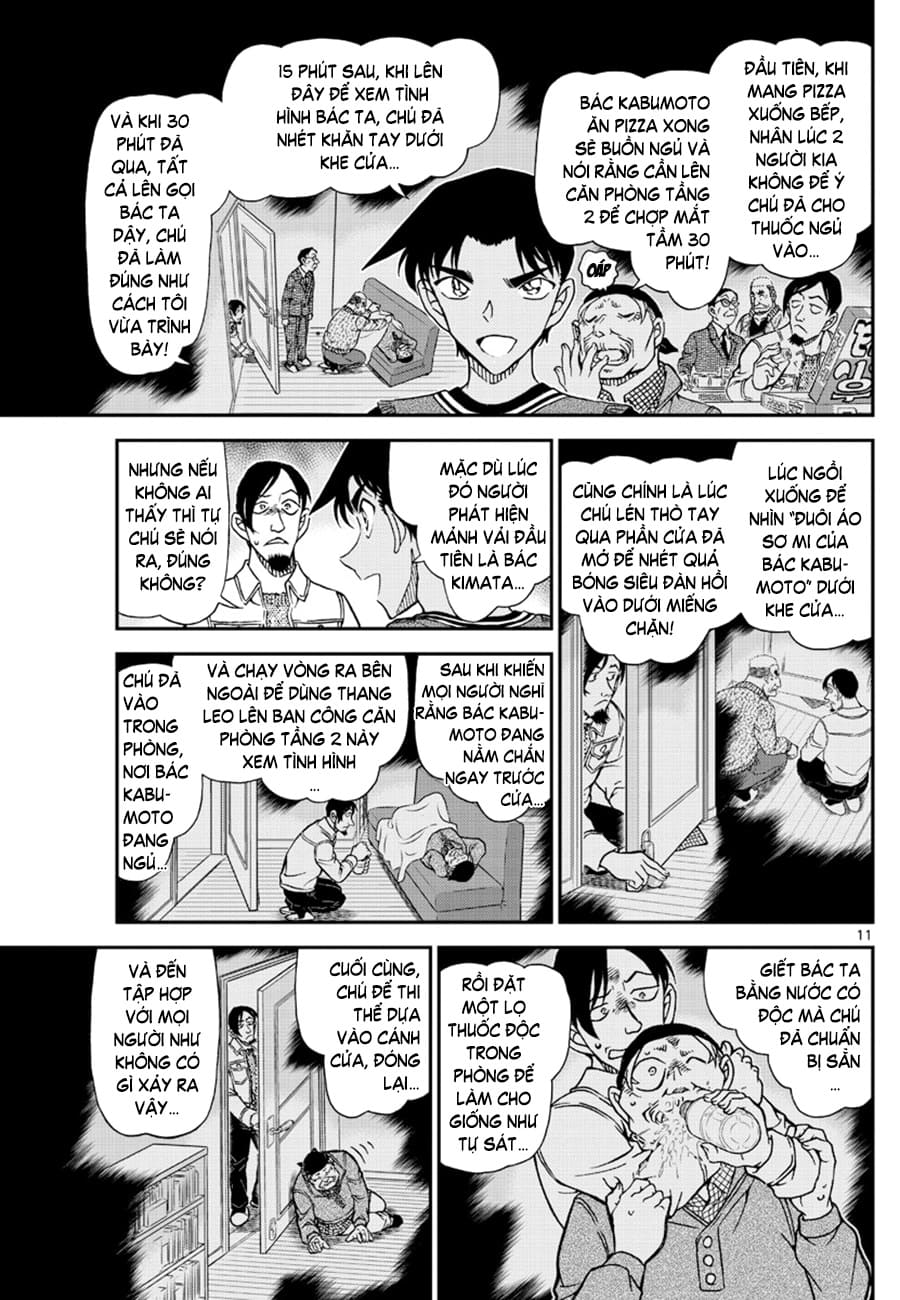 ĐẦU TIÊN, KHI
MANG PIZZA
XUỐNG BẾP,
NHÂN LÚC 2
NGƯỜI KIA
KHÔNG ĐỂ Ý
CHÚ ĐÃ CHO
THUỐC NGỦ
VÀO...
BÁC KABUMOTO
ĂN PIZZA XONG
SẼ BUỒN NGỦ VÀ
NÓI RẰNG CẦN LÊN
CĂN PHÒNG TẦNG
2 ĐỂ CHỢP MẮT
TẦM 30
PHÚT!
OÁP
15 PHÚT SAU, KHI LÊN
ĐÂY ĐỂ XEM TÌNH
HÌNH BÁC TA, CHÚ ĐÃ
NHÉT KHĂN TAY DƯỚI
KHE CỬA...
VÀ KHI 30
PHÚT ĐÃ
QUA, TẤT
CẢ LÊN GỌI
BÁC TA
DẬY, CHÚ
ĐÃ LÀM
ĐÚNG NHƯ
CÁCH TÔI
VỪA TRÌNH
BÀY!
LÚC NGỒI
XUỐNG ĐỂ
NHÌN “ĐUÔI ÁO
SƠ MI CỦA
BÁC KABU-
MOTO” DƯỚI
KHE CỬA...
CŨNG CHÍNH LÀ LÚC
CHÚ LÉN THÒ TAY
QUA PHẦN CỬA ĐÃ
MỞ ĐỂ NHÉT QUẢ
BÓNG SIÊU ĐÀN HỒI
VÀO DƯỚI MIẾNG
CHẶN!
MẶC DÙ LÚC
ĐÓ NGƯỜI
PHÁT HIỆN
MẢNH VẢI ĐẦU
TIÊN LÀ BÁC
KIMATA...
NHƯNG NẾU
KHÔNG AI
THẤY THÌ TỰ
CHÚ SẼ NÓI
RA, ĐÚNG
KHÔNG?
SAU KHI KHIẾN
MỌI NGƯỜI NGHĨ
RẰNG BÁC KABU-
MOTO ĐANG
NẰM CHẮN
NGAY TRƯỚC
CỬA...
VÀ CHẠY VÒNG RA BÊN
NGOÀI ĐỂ DÙNG THANG
LEO LÊN BAN CÔNG CĂN
PHÒNG TẦNG 2 NÀY
XEM TÌNH HÌNH
...
CHÚ ĐÃ
VÀO
TRONG
PHÒNG,
NƠI BÁC
KABU-
MOTO
ĐANG
NGỦ...
11
GIẾT BÁC TA
BẰNG NƯỚC CÓ
ĐỘC MÀ CHÚ
ĐÃ CHUẨN
BỊ SẴN
...
RỒI ĐẶT
MỘT LỌ
THUỐC ĐỘC
TRONG
PHÒNG ĐỂ
LÀM CHO
GIỐNG NHƯ
TỰ SÁT...
CUỐI CÙNG,
CHÚ ĐỂ THI
THỂ DỰA
VÀO CÁNH
CỬA, ĐÓNG
LẠI...
VÀ ĐẾN
TẬP HỢP
VỚI MỌI
NGƯỜI NHƯ
KHÔNG CÓ
GÌ XẢY RA
VẬY...